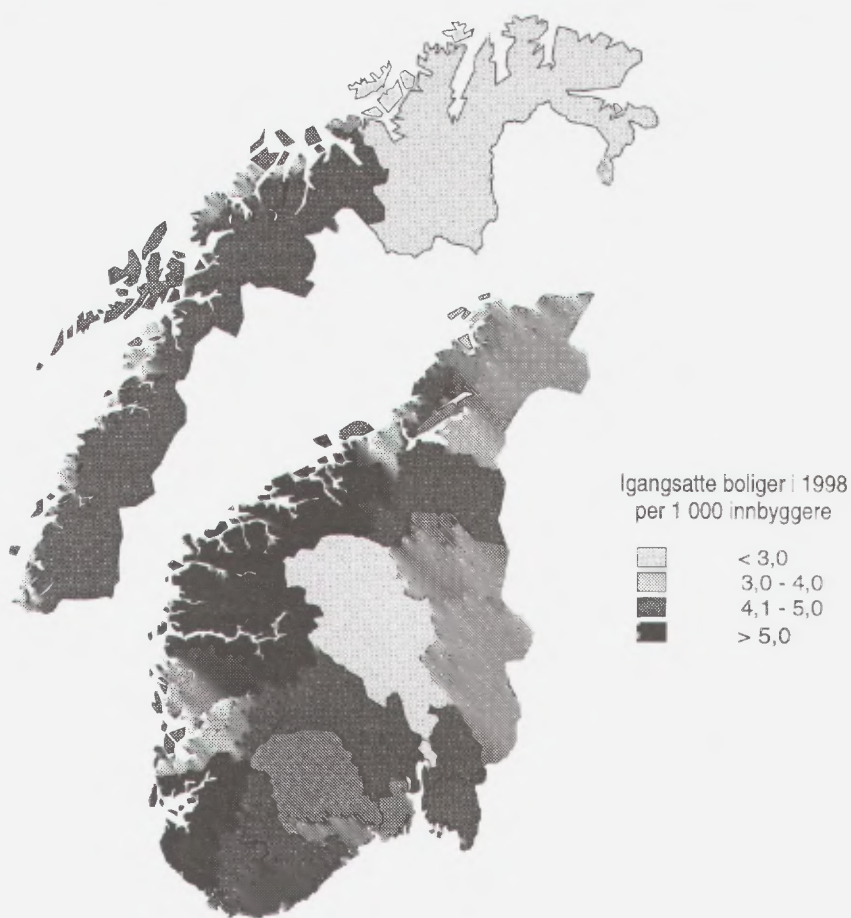 Igangsatte boliger i 1998
per 1 000 innbyggere
< 3,0
3,0 - 4,0
4,1 - 5,0
> 5,0